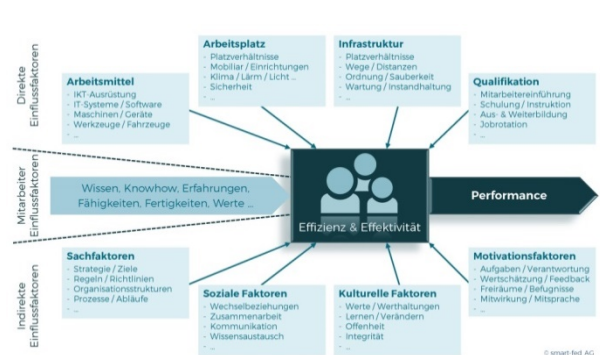 Direkte
Einflussfaktoren
Arbeitsmittel
- IKT-Ausrüstung
- IT-Systeme / Software
- Maschinen / Geräte
- Werkzeuge / Fahrzeuge
- ...
Arbeitsplatz
- Platzverhältnisse
- Mobiliar / Einrichtungen
- Klima / Lärm / Licht ...
- Sicherheit
- ...
Infrastruktur
- Platzverhältnisse
- Wege / Distanzen
- Ordnung / Sauberkeit
- Wartung / Instandhaltung
- ...
Qualifikation
- Mitarbeitereinführung
- Schulung / Instruktion
- Aus- & Weiterbildung
- Jobrotation
- ...
Mitarbeiter
Einflussfaktoren
Wissen, Knowhow, Erfahrungen,
Fähigkeiten, Fertigkeiten, Werte ...
Effizienz & Effektivität
Performance
Indirekte
Einflussfaktoren
Sachfaktoren
- Strategie / Ziele
- Regeln / Richtlinien
- Organisationsstrukturen
- Prozesse / Abläufe
- ...
Soziale Faktoren
- Wechselbeziehungen
- Zusammenarbeit
- Kommunikation
- Wissensaustausch
- ...
Kulturelle Faktoren
- Werte / Werthaltungen
- Lernen / Verändern
- Offenheit
- Integrität
- ...
Motivationsfaktoren
- Aufgaben / Verantwortung
- Wertschätzung / Feedback
- Freiräume / Befugnisse
- Mitwirkung / Mitsprache
- ...
© smart-fed AG